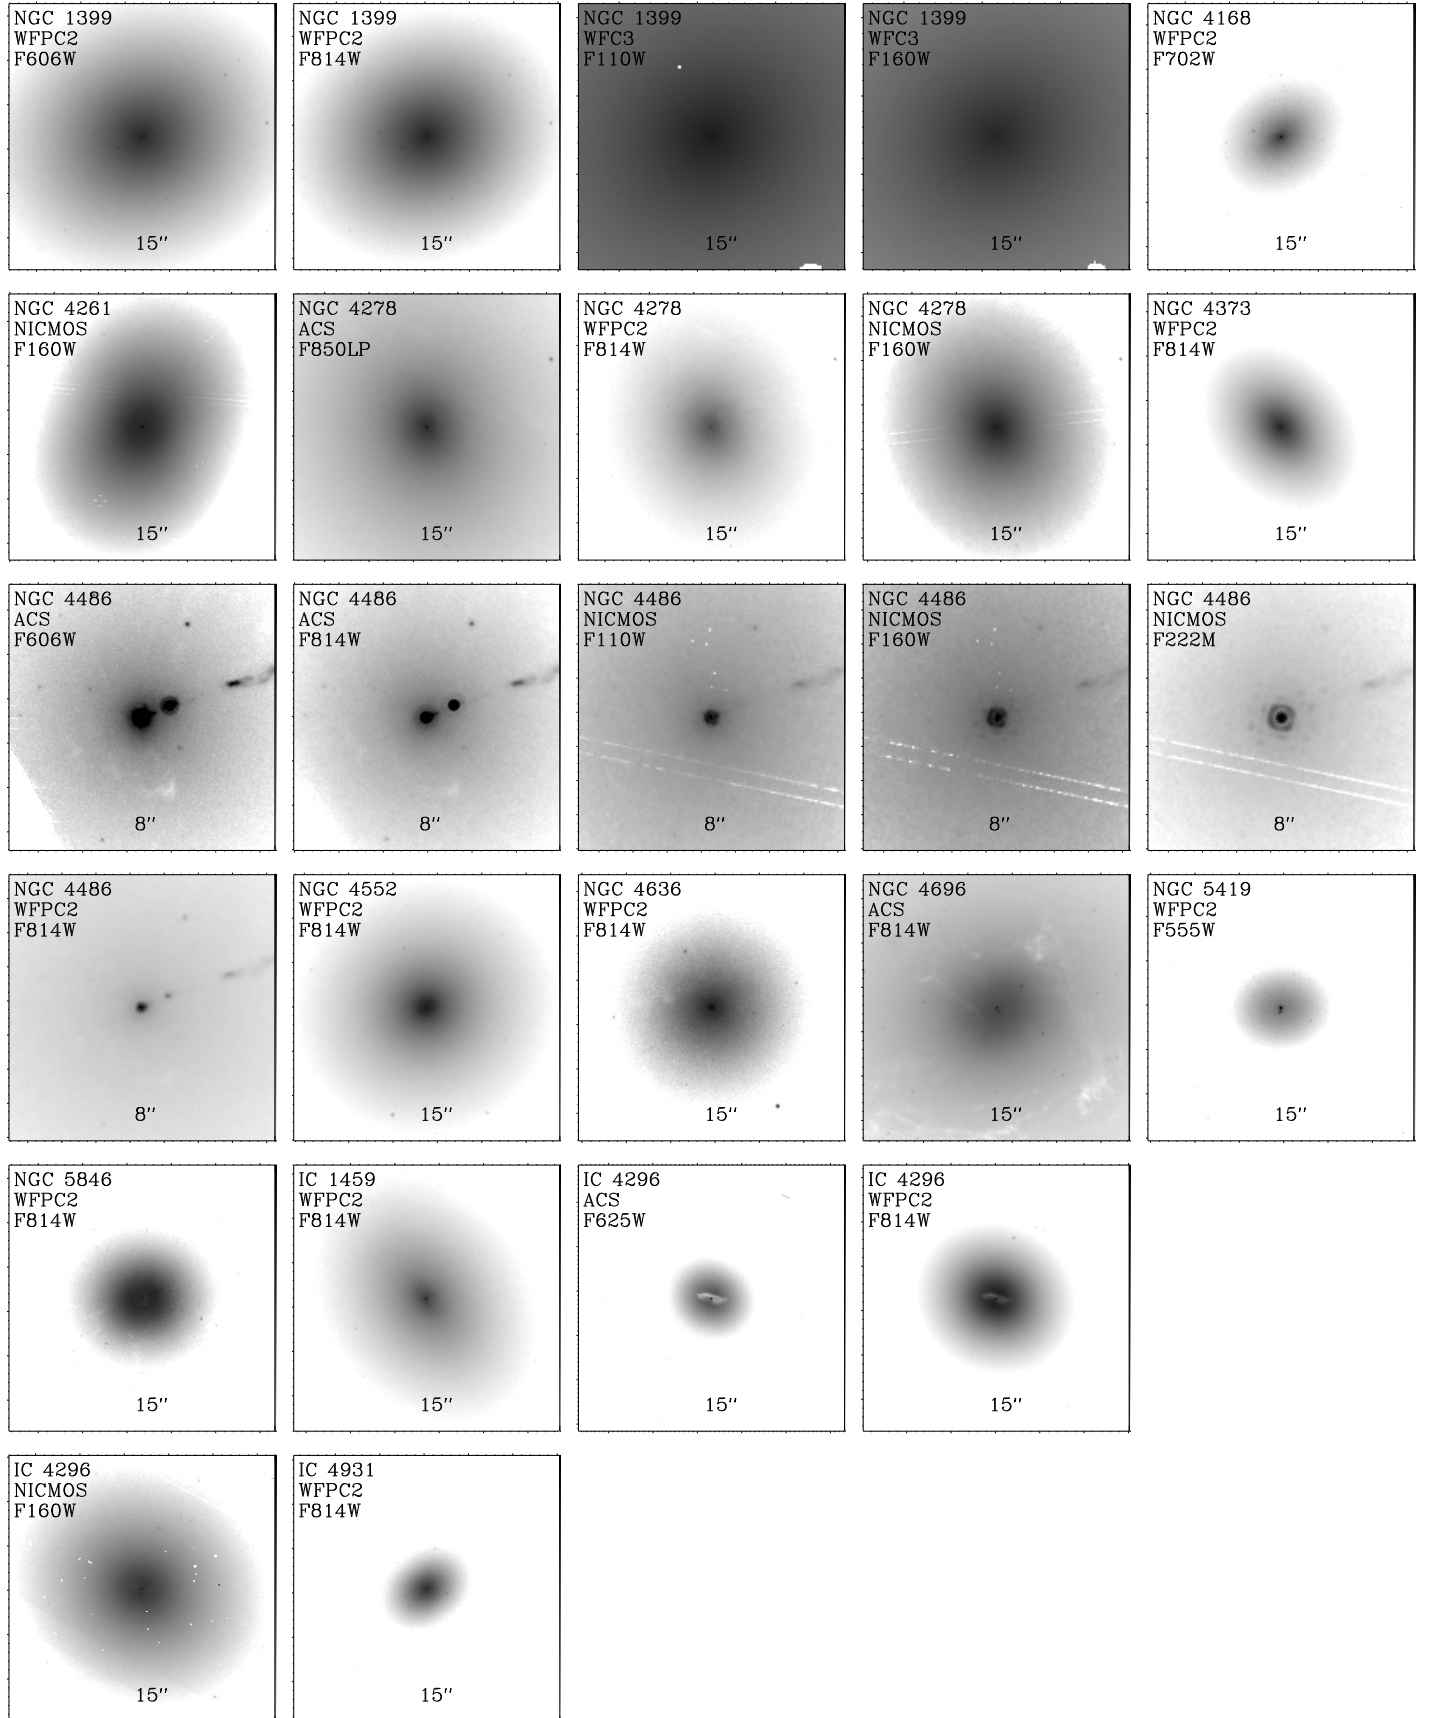 NGC 1399
WFPC2
F606W
15″
NGC 1399
WFPC2
F814W
15″
NGC 1399
WFC3
F110W
15″
NGC 1399
WFC3
F160W
15″
NGC 4168
WFPC2
F702W
15″
NGC 4261
NICMOS
F160W
15″
NGC 4278
ACS
F850LP
15″
NGC 4278
WFPC2
F814W
15″
NGC 4278
NICMOS
F160W
15″
NGC 4373
WFPC2
F814W
15″
NGC 4486
ACS
F606W
8″
NGC 4486
ACS
F814W
8″
NGC 4486
NICMOS
F110W
8″
NGC 4486
NICMOS
F160W
8″
NGC 4486
NICMOS
F222M
8″
NGC 4486
WFPC2
F814W
8″
NGC 4552
WFPC2
F814W
15″
NGC 4636
WFPC2
F814W
15″
NGC 4696
ACS
F814W
15″
NGC 5419
WFPC2
F555W
15″
NGC 5846
WFPC2
F814W
15″
IC 1459
WFPC2
F814W
15″
IC 4296
ACS
F625W
15″
IC 4296
WFPC2
F814W
15″
IC 4296
NICMOS
F160W
15″
IC 4931
WFPC2
F814W
15″